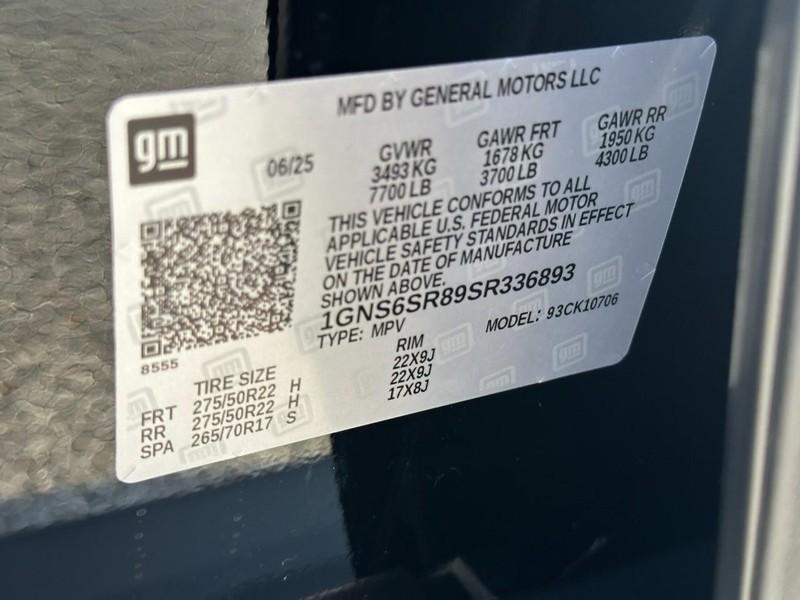 MFD BY GENERAL MOTORS LLC
gm
06/25
GVWR GAWR FRT GAWR RR
3493 KG 1678 KG 1950 KG
7700 LB 3700 LB 4300 LB
THIS VEHICLE CONFORMS TO ALL
APPLICABLE U.S. FEDERAL MOTOR
VEHICLE SAFETY STANDARDS IN EFFECT
ON THE DATE OF MANUFACTURE
SHOWN ABOVE.
1GNS6SR89SR336893
TYPE: MPV MODEL: 93CK10706
8555
TIRE SIZE RIM
FRT 275/50R22 H 22X9J
RR 275/50R22 H 22X9J
SPA 265/70R17 S 17X8J